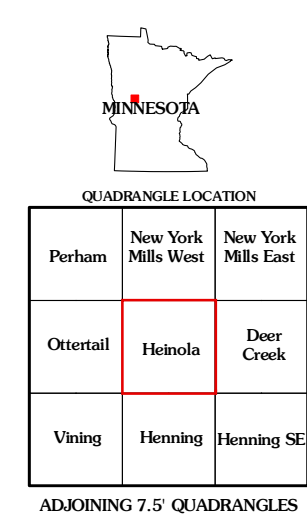 MINNESOTA
QUADRANGLE LOCATION
Perham
New York
Mills West
New York
Mills East
Ottertail
Heinola
Deer
Creek
Vining
Henning
Henning SE
ADJOINING 7.5' QUADRANGLES